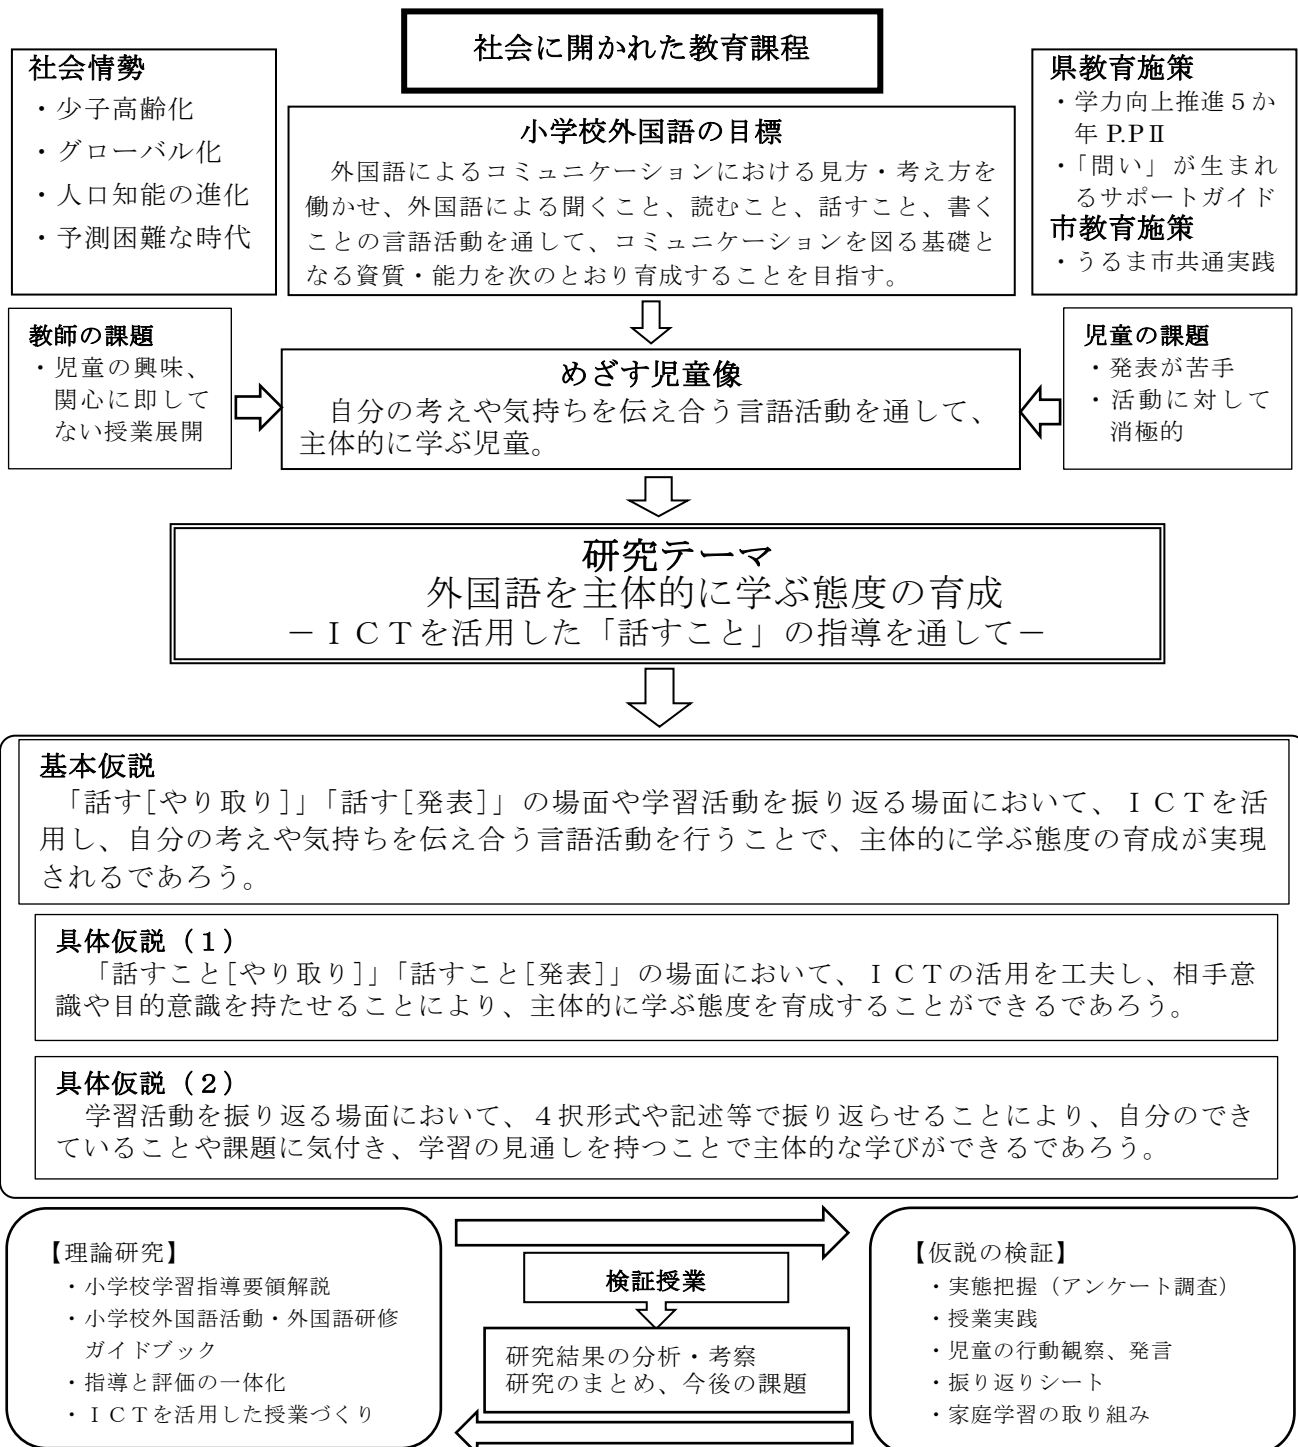 社会に開かれた教育課程
社会情勢
・少子高齢化
・グローバル化
・人口知能の進化
・予測困難な時代
小学校外国語の目標
外国語によるコミュニケーションにおける見方・考え方を
働かせ、外国語による聞くこと、読むこと、話すこと、書く
ことの言語活動を通して、コミュニケーションを図る基礎と
なる資質・能力を次のとおり育成することを目指す。
県教育施策
・学力向上推進５か
年 P.PⅡ
・「問い」が生まれ
るサポートガイド
市教育施策
・うるま市共通実践
教師の課題
・児童の興味、
関心に即して
ない授業展開
めざす児童像
自分の考えや気持ちを伝え合う言語活動を通して、
主体的に学ぶ児童。
児童の課題
・発表が苦手
・活動に対して
消極的
研究テーマ
外国語を主体的に学ぶ態度の育成
－ＩＣＴを活用した「話すこと」の指導を通して－
基本仮説
「話す[やり取り]」「話す[発表]」の場面や学習活動を振り返る場面において、ＩＣＴを活
用し、自分の考えや気持ちを伝え合う言語活動を行うことで、主体的に学ぶ態度の育成が実現
されるであろう。
具体仮説（１）
「話すこと[やり取り]」「話すこと[発表]」の場面において、ＩＣＴの活用を工夫し、相手意
識や目的意識を持たせることにより、主体的に学ぶ態度を育成することができるであろう。
具体仮説（２）
学習活動を振り返る場面において、４択形式や記述等で振り返らせることにより、自分のでき
ていることや課題に気付き、学習の見通しを持つことで主体的な学びができるであろう。
【理論研究】
・小学校学習指導要領解説
・小学校外国語活動・外国語研修
ガイドブック
・指導と評価の一体化
・ＩＣＴを活用した授業づくり
検証授業
研究結果の分析・考察
研究のまとめ、今後の課題
【仮説の検証】
・実態把握（アンケート調査）
・授業実践
・児童の行動観察、発言
・振り返りシート
・家庭学習の取り組み